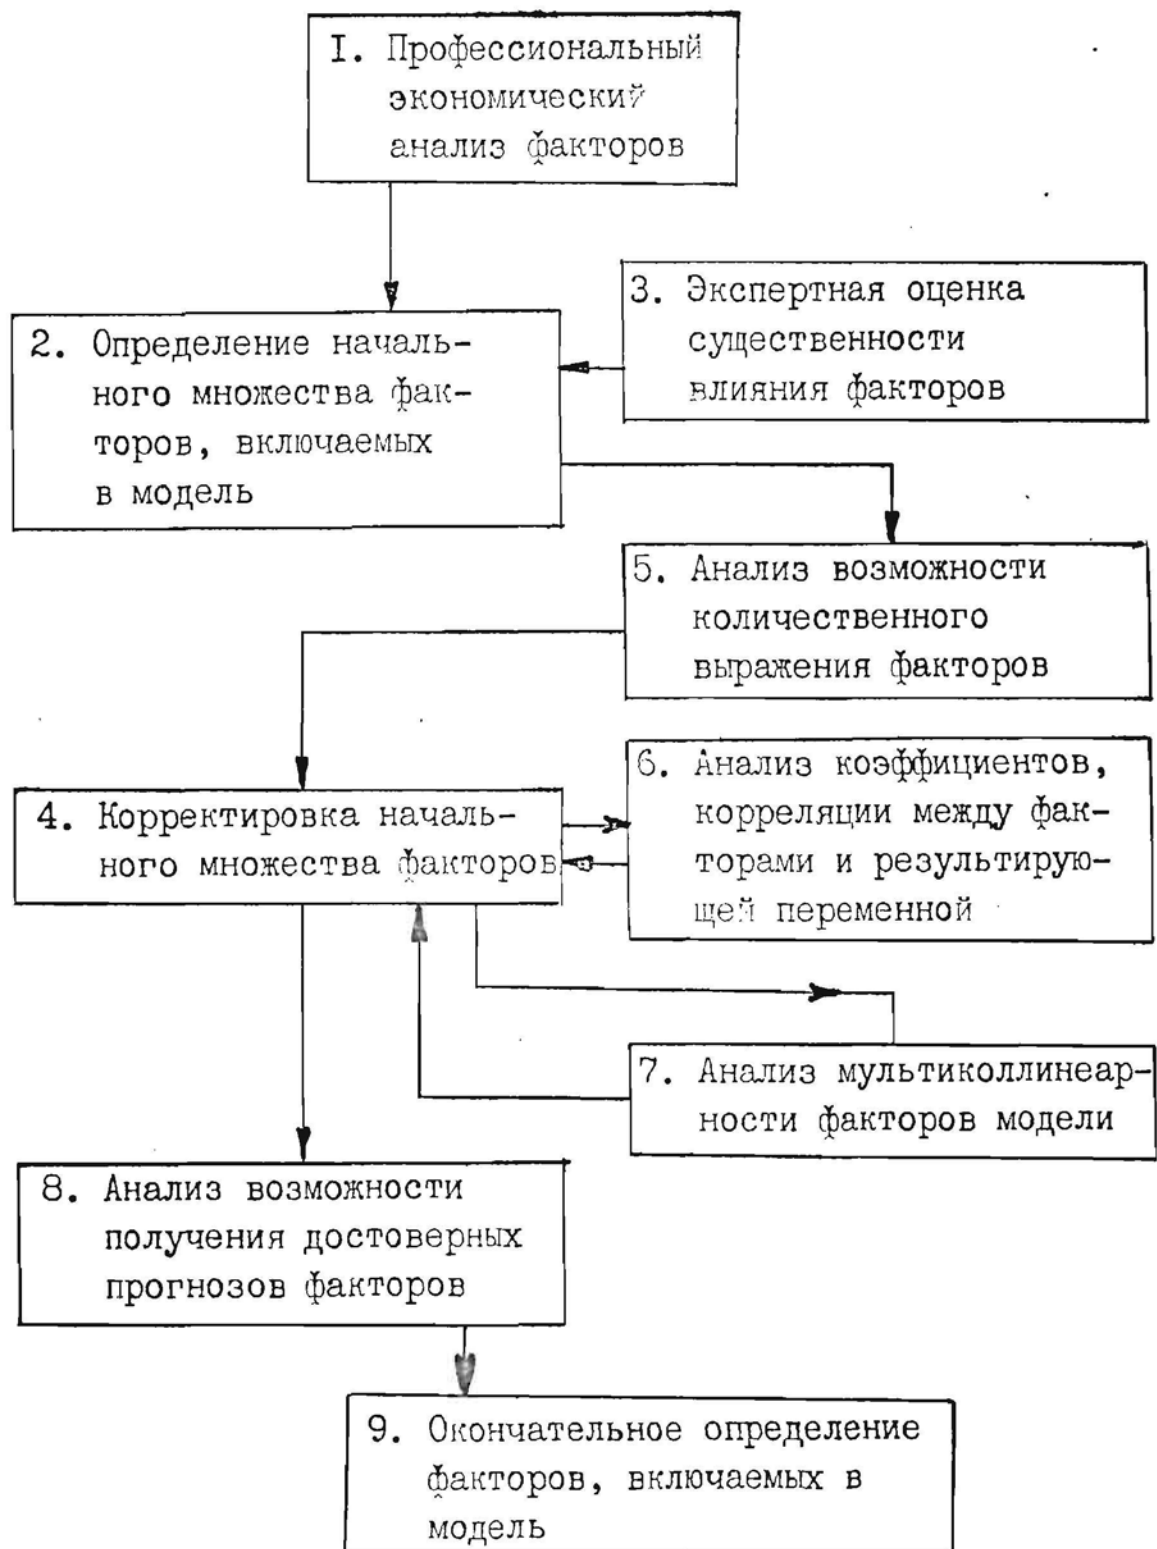 I. Профессиональный
экономический
анализ факторов
3. Экспертная оценка
существенности
влияния факторов
2. Определение началь-
ного множества фак-
торов, включаемых
в модель
5. Анализ возможности
количественного
выражения факторов
6. Анализ коэффициентов,
корреляции между фак-
торами и результирую-
щей переменной
4. Корректировка началь-
ного множества факторов
7. Анализ мультиколлинеар-
ности факторов модели
8. Анализ возможности
получения достоверных
прогнозов факторов
9. Окончательное определение
факторов, включаемых в
модель